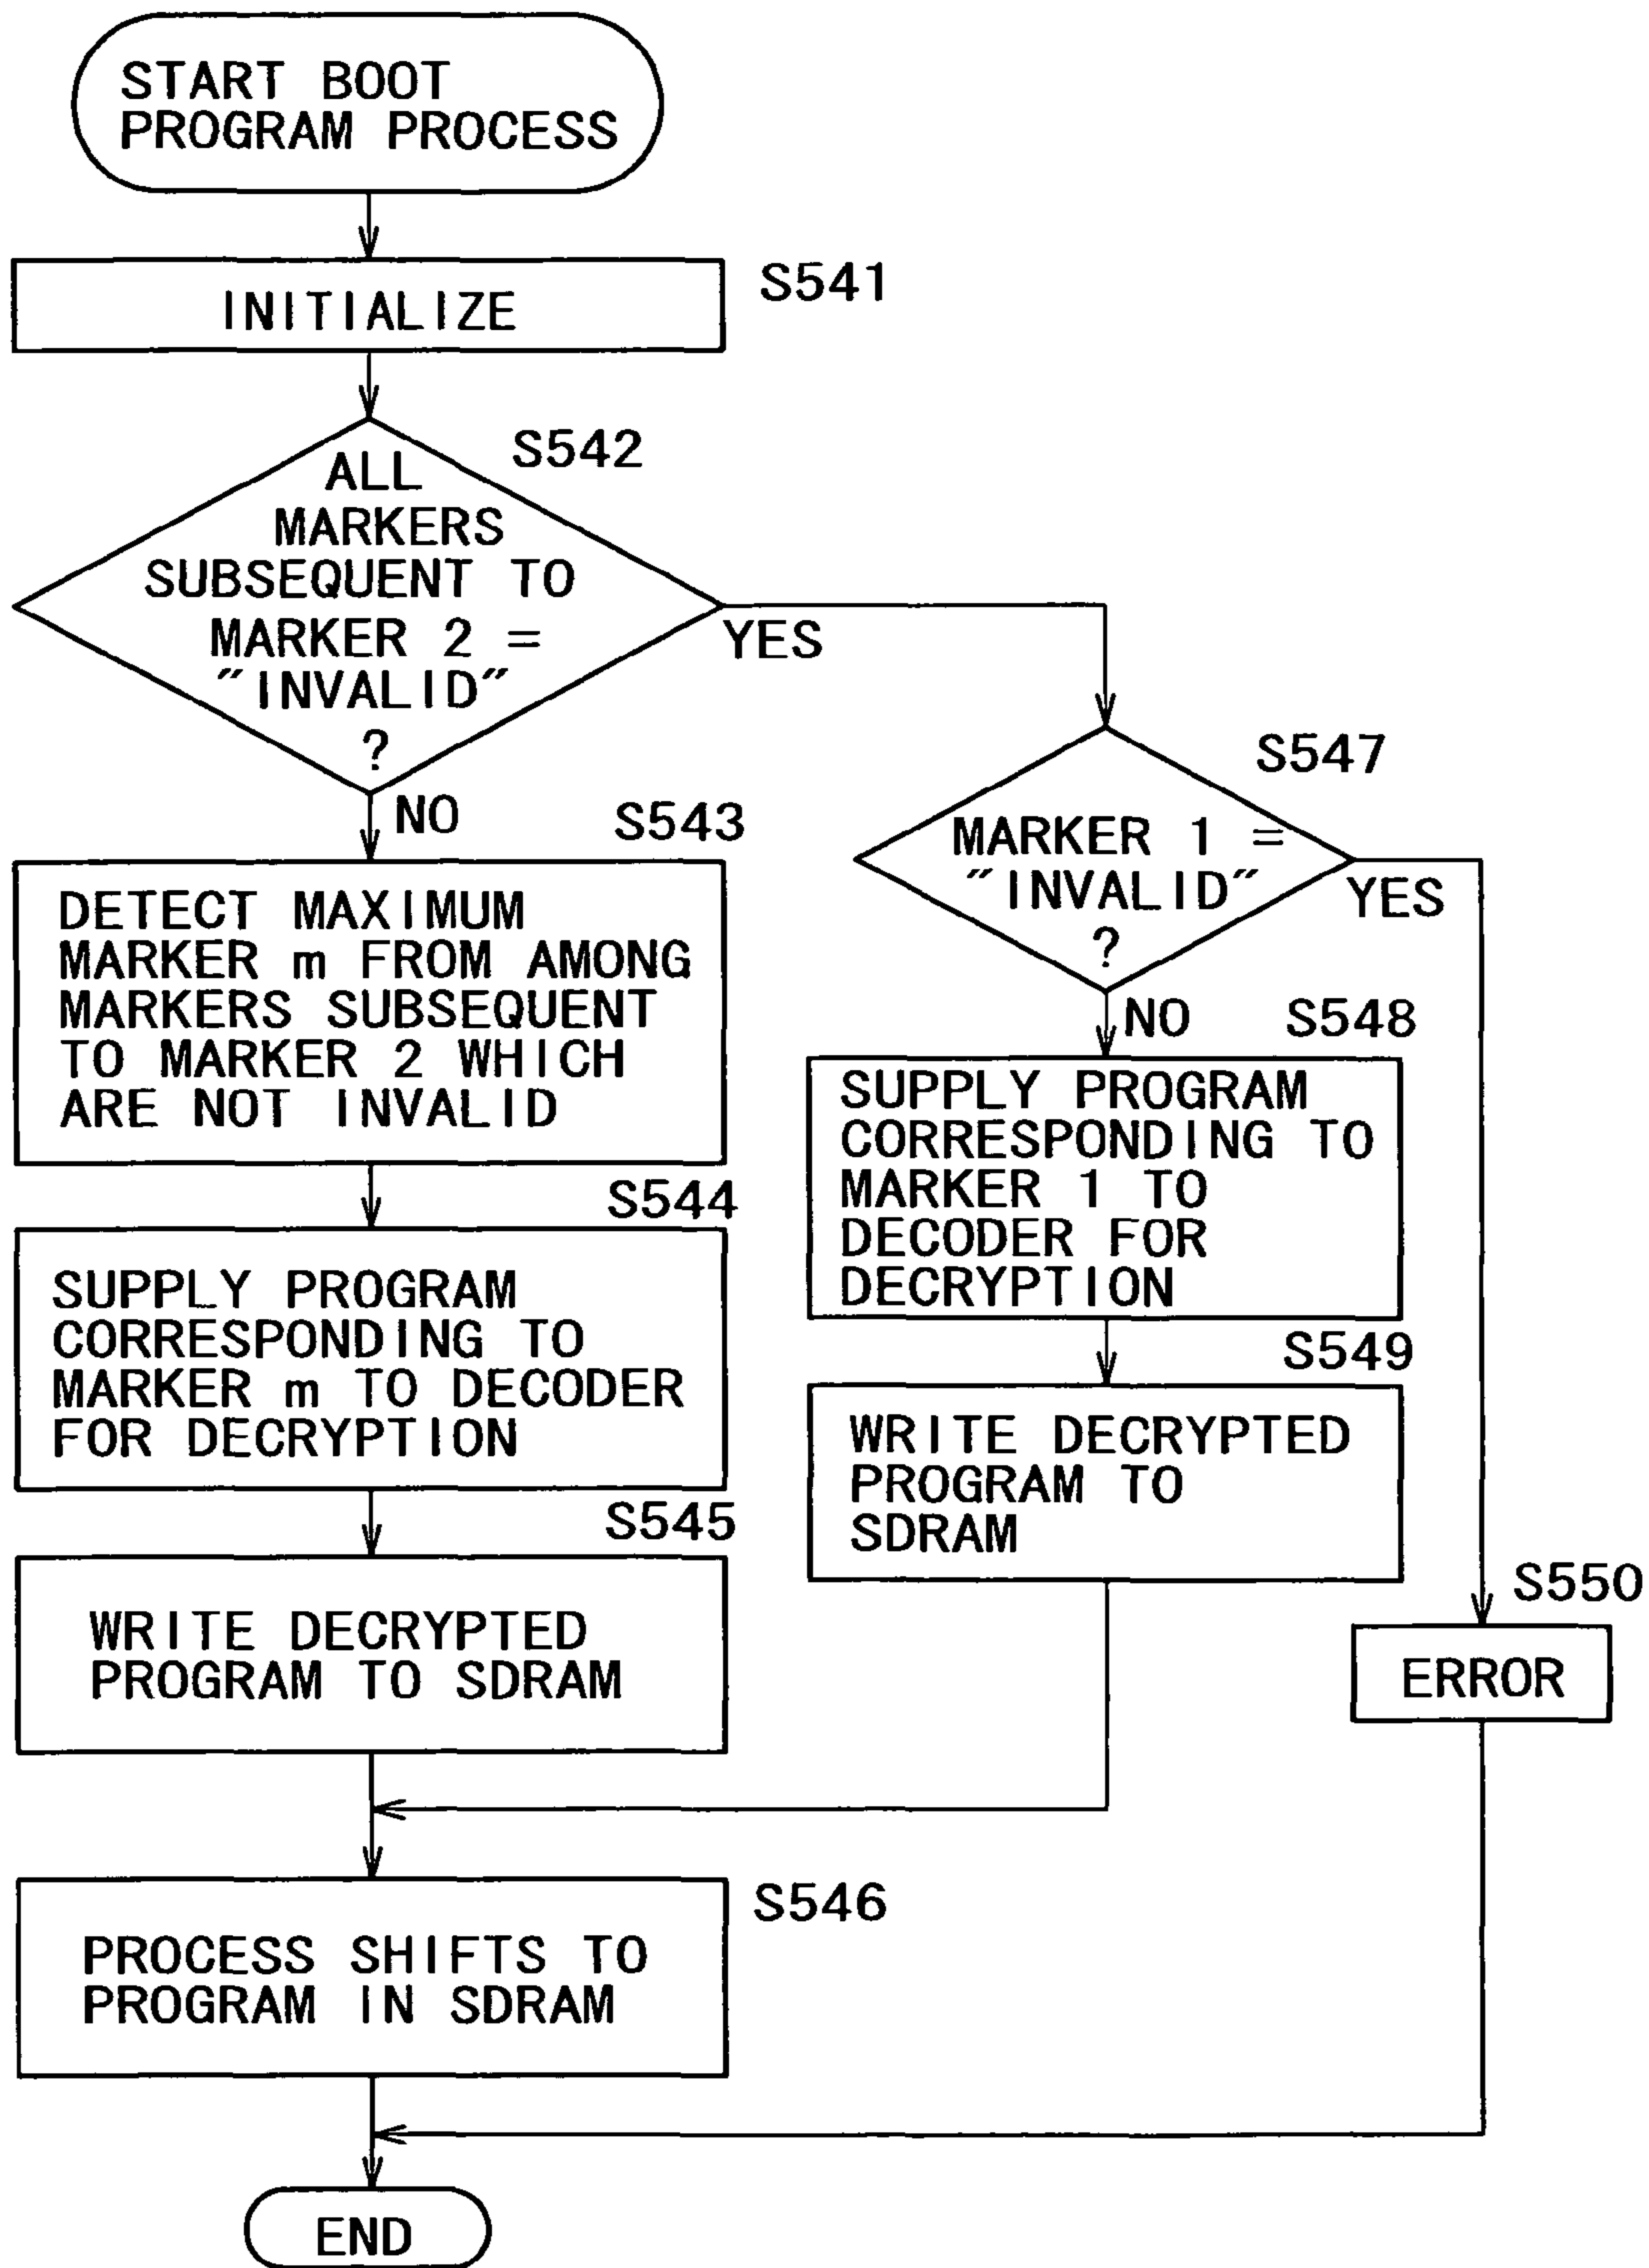 START BOOT
PROGRAM PROCESS
INITIALIZE
S541
S542
ALL
MARKERS
SUBSEQUENT TO
MARKER 2 =
"INVALID"
?
YES
NO
S543
DETECT MAXIMUM
MARKER m FROM AMONG
MARKERS SUBSEQUENT
TO MARKER 2 WHICH
ARE NOT INVALID
S544
SUPPLY PROGRAM
CORRESPONDING TO
MARKER m TO DECODER
FOR DECRYPTION
S545
WRITE DECRYPTED
PROGRAM TO SDRAM
S547
MARKER 1 =
"INVALID"
?
YES
NO
S548
SUPPLY PROGRAM
CORRESPONDING TO
MARKER 1 TO
DECODER FOR
DECRYPTION
S549
WRITE DECRYPTED
PROGRAM TO
SDRAM
S550
ERROR
S546
PROCESS SHIFTS TO
PROGRAM IN SDRAM
END